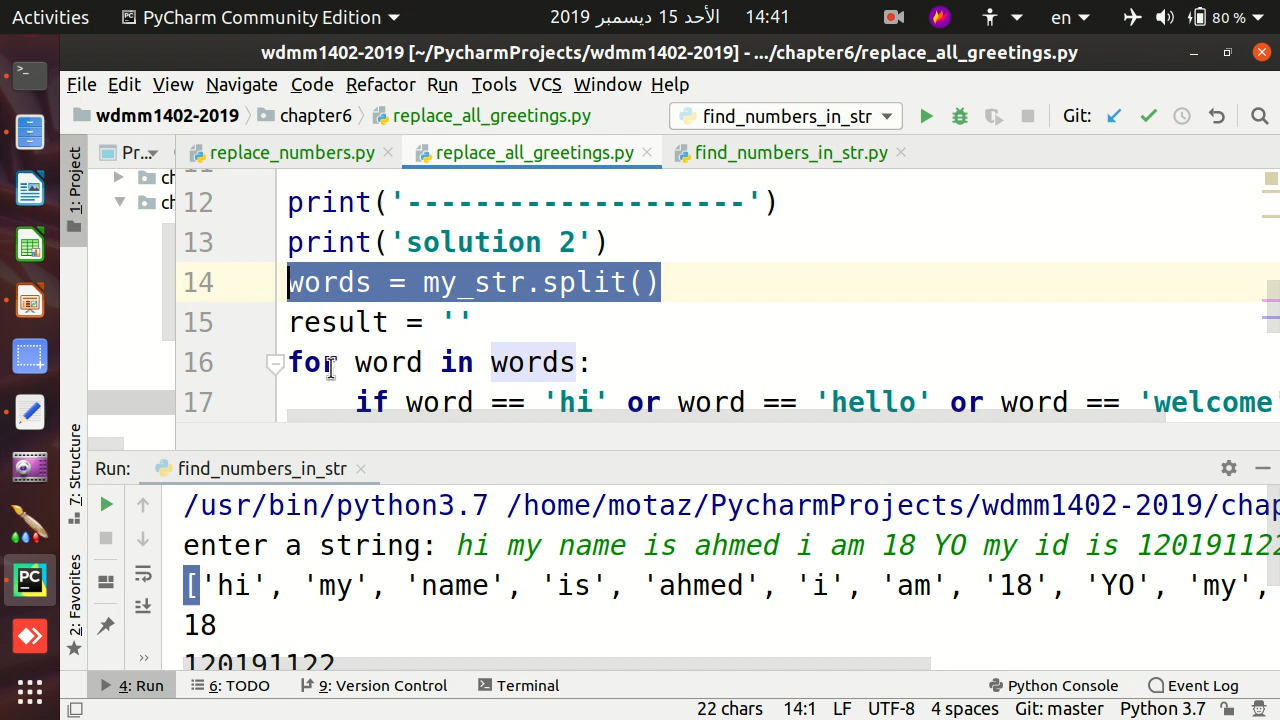 Activities PyCharm Community Edition الأحد 15 ديسمبر 2019 14:41 en 80 %
wdmm1402-2019 [~/PycharmProjects/wdmm1402-2019] - .../chapter6/replace_all_greetings.py
File Edit View Navigate Code Refactor Run Tools VCS Window Help
wdmm1402-2019 chapter6 replace_all_greetings.py find_numbers_in_str Git:
1: Project Pr... replace_numbers.py replace_all_greetings.py find_numbers_in_str.py
ch
ch
12 print('--------------------')
13 print('solution 2')
14 words = my_str.split()
15 result = ''
16 for word in words:
17 if word == 'hi' or word == 'hello' or word == 'welcome'
7: Structure
2: Favorites
Run: find_numbers_in_str
/usr/bin/python3.7 /home/motaz/PycharmProjects/wdmm1402-2019/chap
enter a string: hi my name is ahmed i am 18 YO my id is 120191122
['hi', 'my', 'name', 'is', 'ahmed', 'i', 'am', '18', 'YO', 'my',
18
120191122
4: Run 6: TODO 9: Version Control Terminal Python Console Event Log
22 chars 14:1 LF UTF-8 4 spaces Git: master Python 3.7